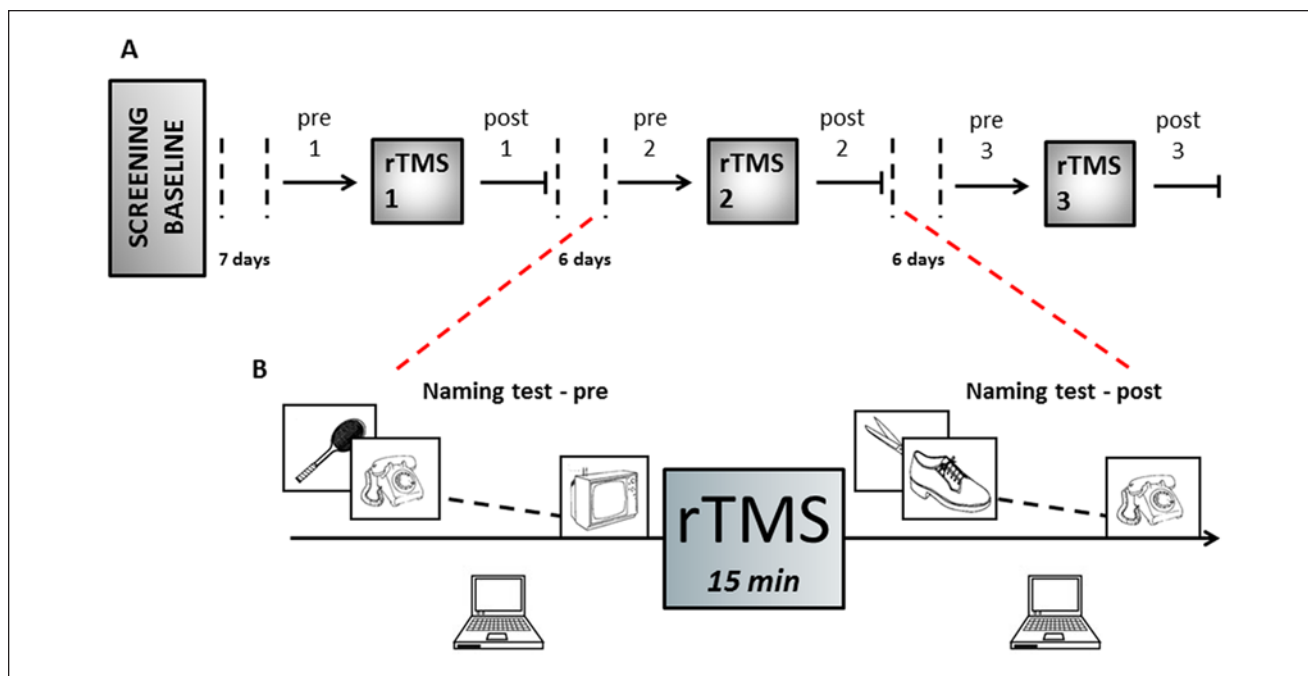 A
SCREENING
BASELINE
7 days
pre
1
rTMS
1
post
1
6 days
pre
2
rTMS
2
post
2
6 days
pre
3
rTMS
3
post
3
B
Naming test - pre
Naming test - post
rTMS
15 min